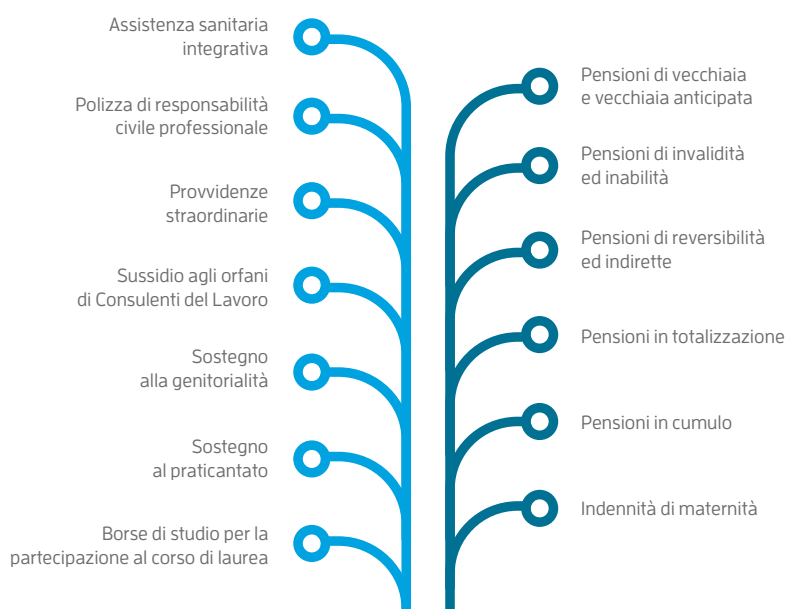 Assistenza sanitaria
integrativa
Polizza di responsabilità
civile professionale
Provvidenze
straordinarie
Sussidio agli orfani
di Consulenti del Lavoro
Sostegno
alla genitorialità
Sostegno
al praticantato
Borse di studio per la
partecipazione al corso di laurea
Pensioni di vecchiaia
e vecchiaia anticipata
Pensioni di invalidità
ed inabilità
Pensioni di reversibilità
ed indirette
Pensioni in totalizzazione
Pensioni in cumulo
Indennità di maternità